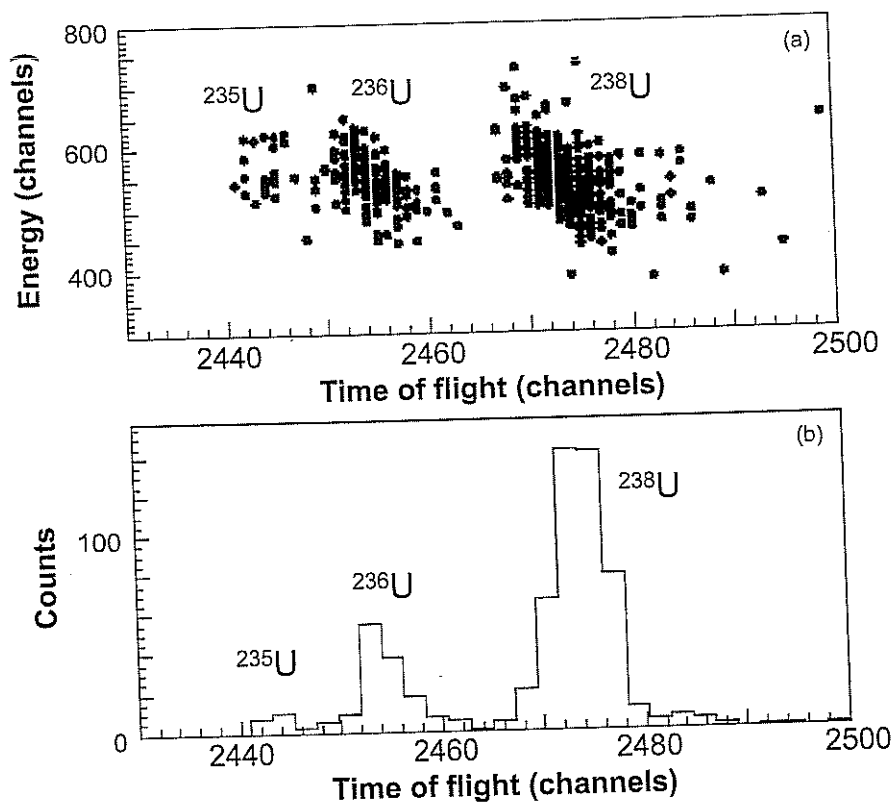 800
(a)
²³⁵U
²³⁶U
²³⁸U
600
400
Energy (channels)
2440
2460
2480
2500
Time of flight (channels)
(b)
²³⁸U
100
²³⁶U
²³⁵U
0
Counts
2440
2460
2480
2500
Time of flight (channels)